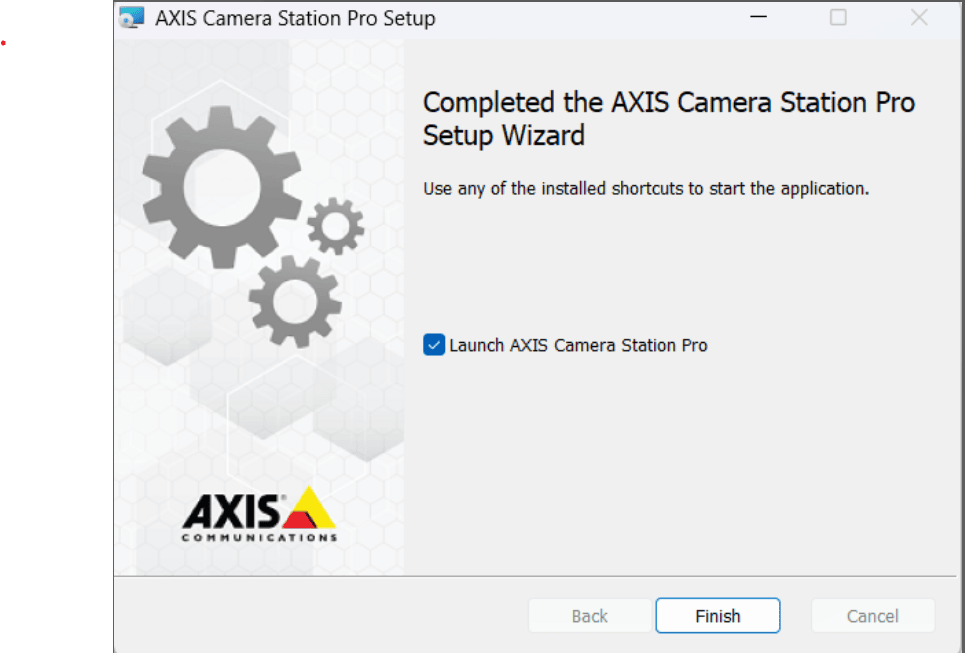 AXIS Camera Station Pro Setup
Completed the AXIS Camera Station Pro
Setup Wizard
Use any of the installed shortcuts to start the application.
Launch AXIS Camera Station Pro
AXIS
COMMUNICATIONS
Back
Finish
Cancel